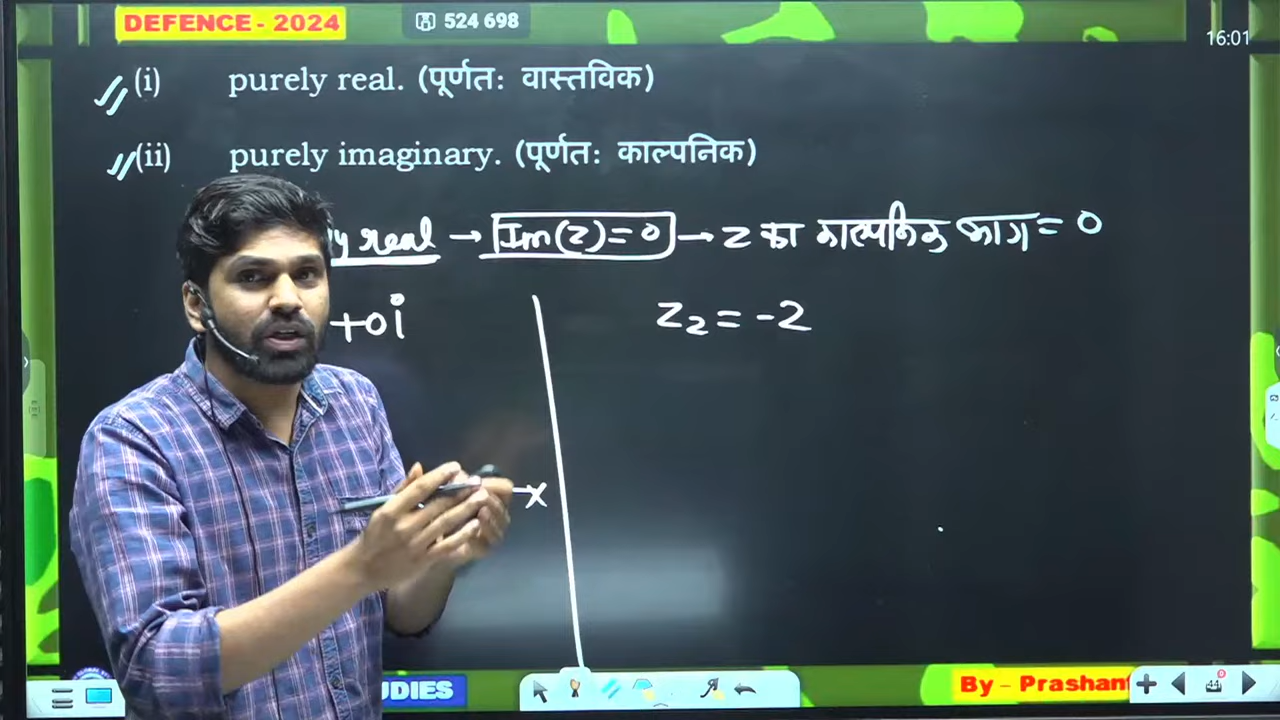 DEFENCE - 2024
524 698
16:01
(i) purely real. (पूर्णतः वास्तविक)
(ii) purely imaginary. (पूर्णतः काल्पनिक)
y real → Im(Z)=0 → Z का काल्पनिक भाग = 0
+0i
Z₂ = -2
X
UDIES
By - Prashan